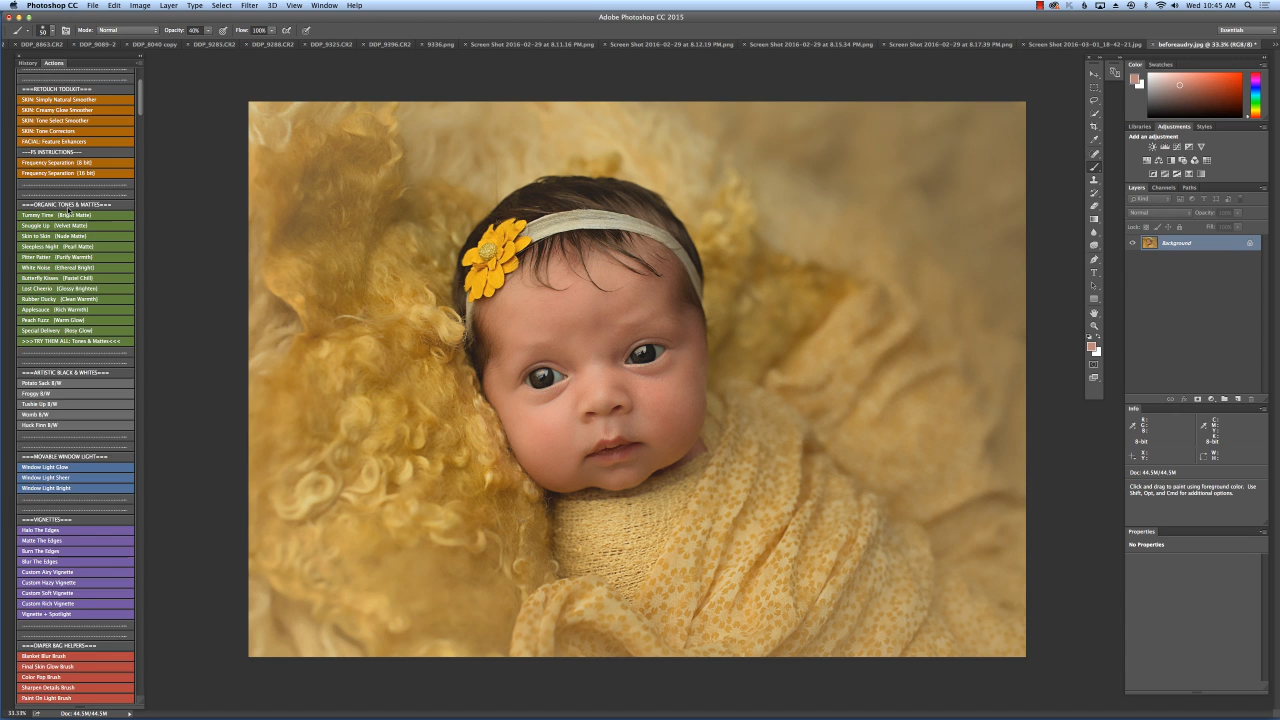 Photoshop CC File Edit Image Layer Type Select Filter 3D View Window Help Wed 10:45 AM
Adobe Photoshop CC 2015
50 Mode: Normal Opacity: 40% Flow: 100% Essentials
DDP_8863.CR2 DDP_9089-2 DDP_8040 copy DDP_9285.CR2 DDP_9288.CR2 DDP_9325.CR2 DDP_9396.CR2 9336.png Screen Shot 2016-02-29 at 8.11.16 PM.png Screen Shot 2016-02-29 at 8.12.19 PM.png Screen Shot 2016-02-29 at 8.15.34 PM.png Screen Shot 2016-02-29 at 8.17.39 PM.png Screen Shot 2016-03-01_18-42-21.jpg beforeaudry.jpg @ 33.3% (RGB/8) *
History Actions
===RETOUCH TOOLKIT===
SKIN: Simply Natural Smoother
SKIN: Creamy Glow Smoother
SKIN: Tone Select Smoother
SKIN: Tone Correctors
FACIAL: Feature Enhancers
---FS INSTRUCTIONS---
Frequency Separation (8 bit)
Frequency Separation (16 bit)
===ORGANIC TONES & MATTES===
Tummy Time (Bright Matte)
Snuggle Up (Velvet Matte)
Skin to Skin (Nude Matte)
Sleepless Night (Pearl Matte)
Pitter Patter (Purify Warmth)
White Noise (Ethereal Bright)
Butterfly Kisses (Pastel Chill)
Lost Cheerio (Glossy Brighten)
Rubber Ducky (Clean Warmth)
Applesauce (Rich Warmth)
Peach Fuzz (Warm Glow)
Special Delivery (Rosy Glow)
>>>TRY THEM ALL: Tones & Mattes<<<
===ARTISTIC BLACK & WHITES===
Potato Sack B/W
Froggy B/W
Tushie Up B/W
Womb B/W
Huck Finn B/W
===MOVABLE WINDOW LIGHT===
Window Light Glow
Window Light Sheer
Window Light Bright
===VIGNETTES===
Halo The Edges
Matte The Edges
Burn The Edges
Blur The Edges
Custom Airy Vignette
Custom Hazy Vignette
Custom Soft Vignette
Custom Rich Vignette
Vignette + Spotlight
===DIAPER BAG HELPERS===
Blanket Blur Brush
Final Skin Glow Brush
Color Pop Brush
Sharpen Details Brush
Paint On Light Brush
33.33% Doc: 44.5M/44.5M
Color Swatches
Libraries Adjustments Styles
Add an adjustment
Layers Channels Paths
Kind
Normal Opacity: 100%
Lock: Fill: 100%
Background
Info
R: C:
G: M:
B: Y:
K:
8-bit 8-bit
X: W:
Y: H:
Doc: 44.5M/44.5M
Click and drag to paint using foreground color. Use
Shift, Opt, and Cmd for additional options.
Properties
No Properties